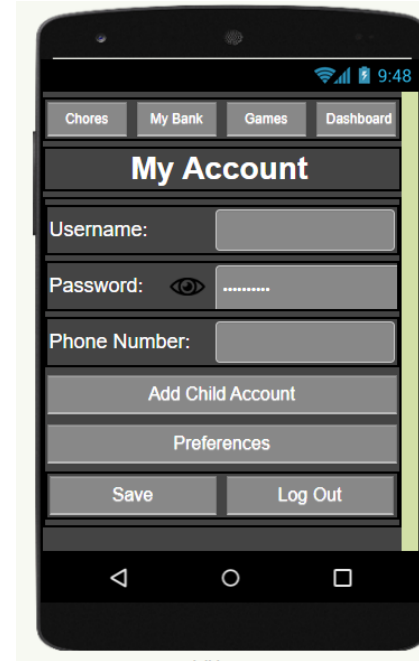 9:48
Chores My Bank Games Dashboard
My Account
Username:
Password: ••••••••••
Phone Number:
Add Child Account
Preferences
Save Log Out